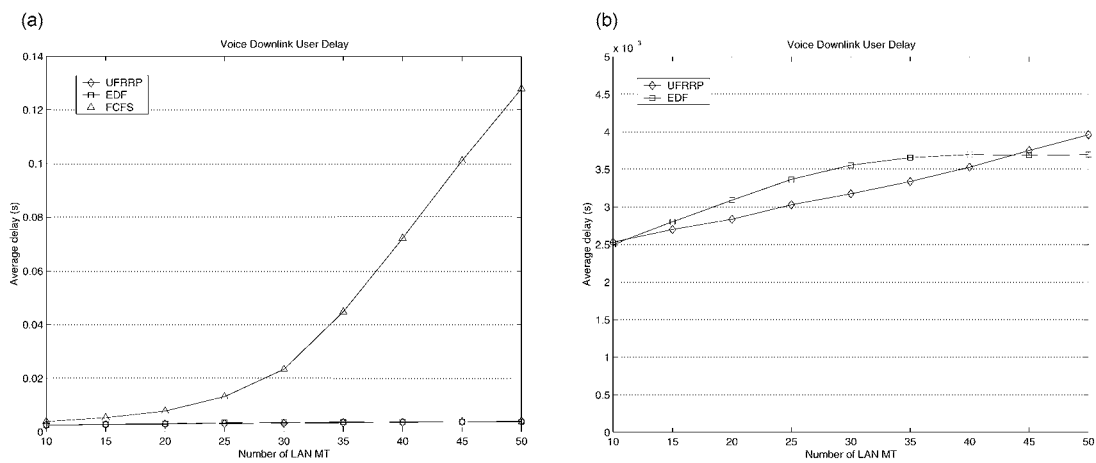 (a)
Voice Downlink User Delay
0.14
0.12
0.1
0.08
0.06
0.04
0.02
0
UFRRP
EDF
FCFS
Average delay (s)
10 15 20 25 30 35 40 45 50
Number of LAN MT
(b)
x 10 3
Voice Downlink User Delay
5
4.5
4
3.5
3
2.5
2
1.5
1
0.5
0
UFRRP
EDF
Average delay (s)
10 15 20 25 30 35 40 45 50
Number of LAN MT